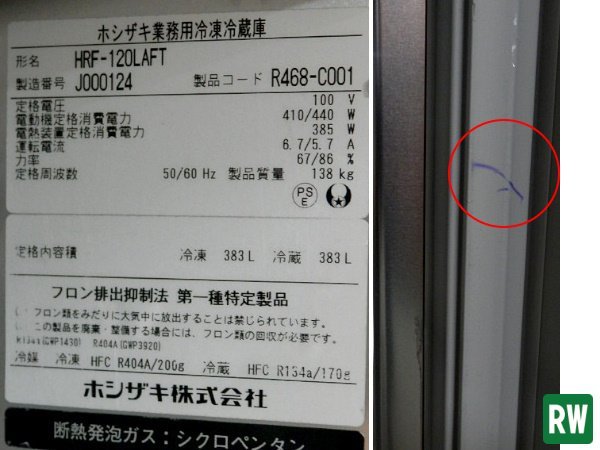 ホシザキ業務用冷凍冷蔵庫
形名 HRF-120LAFT
製造番号 J000124 製品コード R468-C001
定格電圧 100 V
電動機定格消費電力 410/440 W
電熱装置定格消費電力 385 W
運転電流 6.7/5.7 A
力率 67/86 %
定格周波数 50/60 Hz 製品質量 138 kg
PS
E
定格内容積 冷凍 383 L 冷蔵 383 L
フロン排出抑制法 第一種特定製品
フロン類をみだりに大気中に放出することは禁じられています。
この製品を廃棄・整備する場合には、フロン類の回収が必要です。
R134a(GWP1430) R404A(GWP3920)
冷媒 冷凍 HFC R404A/200g 冷蔵 HFC R134a/170g
ホシザキ株式会社
断熱発泡ガス：シクロペンタン
RW